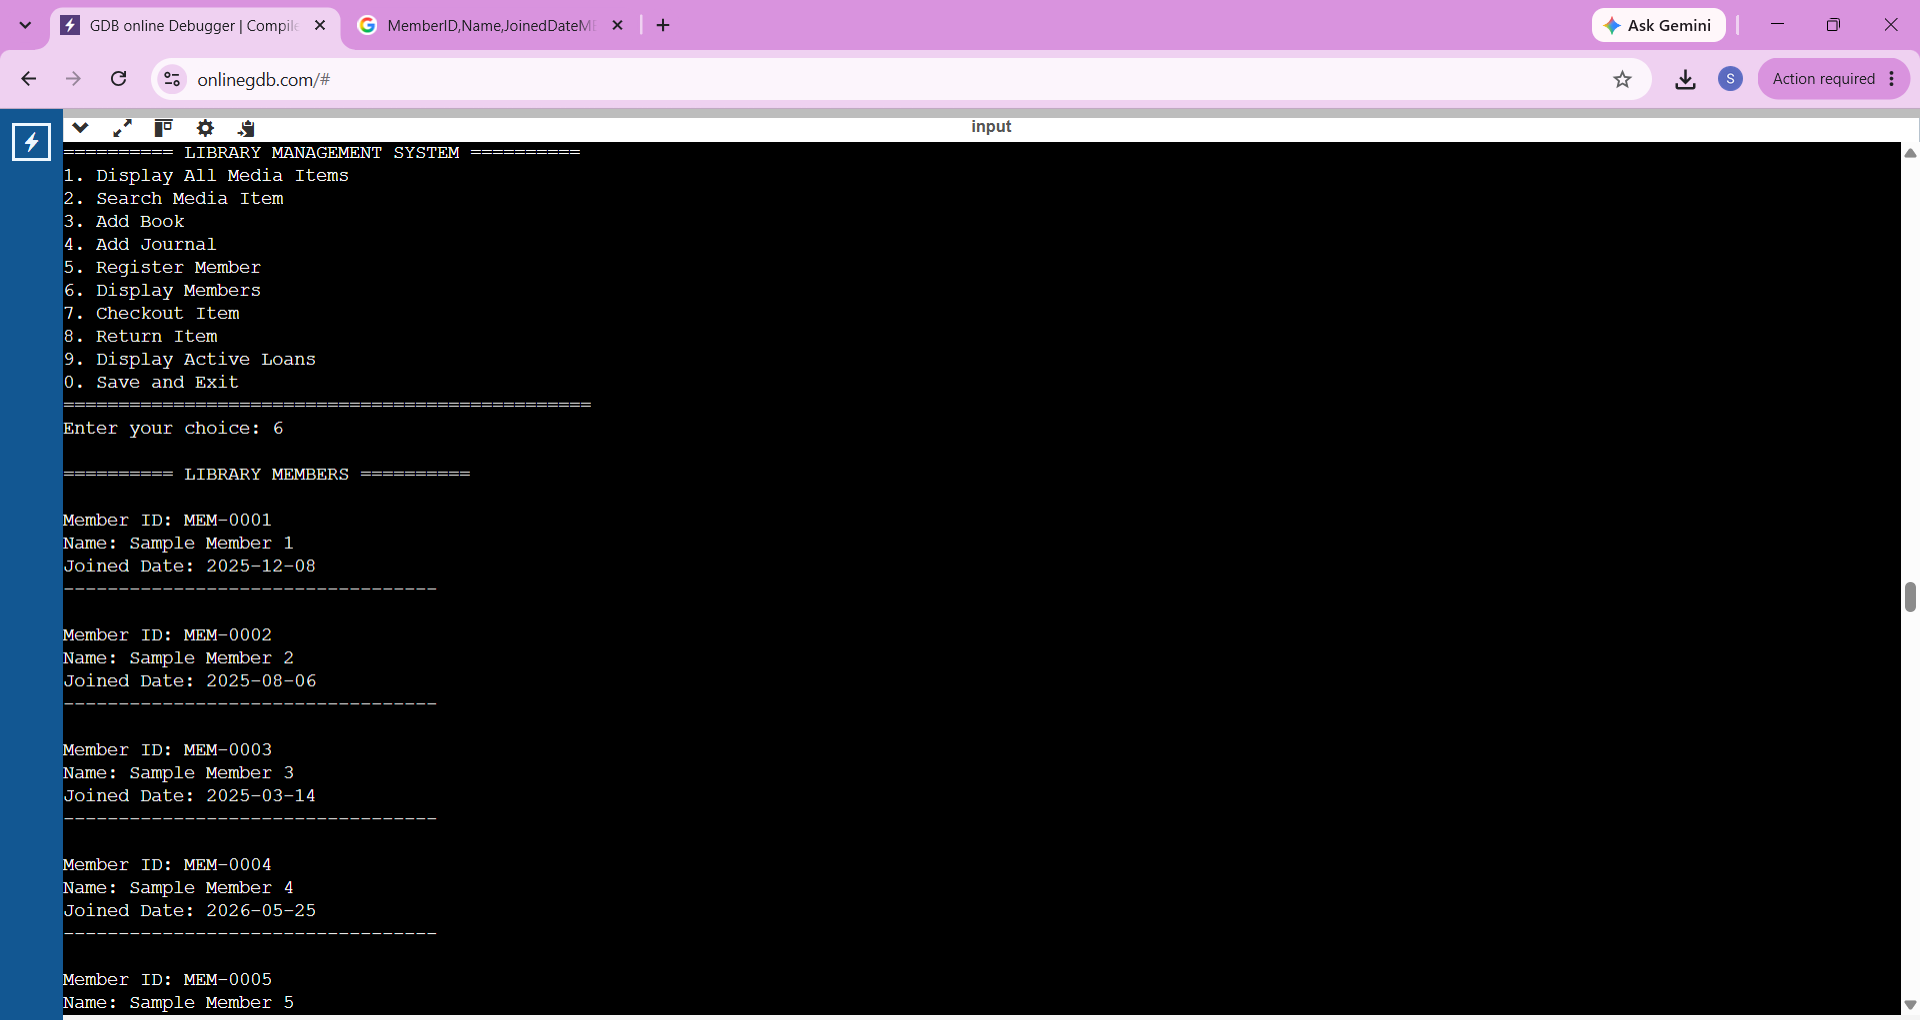 GDB online Debugger | Compile
MemberID,Name,JoinedDateME
Ask Gemini
onlinegdb.com/#
S
Action required
input
========== LIBRARY MANAGEMENT SYSTEM ==========
1. Display All Media Items
2. Search Media Item
3. Add Book
4. Add Journal
5. Register Member
6. Display Members
7. Checkout Item
8. Return Item
9. Display Active Loans
0. Save and Exit
================================================
Enter your choice: 6
========== LIBRARY MEMBERS ==========
Member ID: MEM-0001
Name: Sample Member 1
Joined Date: 2025-12-08
----------------------------------
Member ID: MEM-0002
Name: Sample Member 2
Joined Date: 2025-08-06
----------------------------------
Member ID: MEM-0003
Name: Sample Member 3
Joined Date: 2025-03-14
----------------------------------
Member ID: MEM-0004
Name: Sample Member 4
Joined Date: 2026-05-25
----------------------------------
Member ID: MEM-0005
Name: Sample Member 5